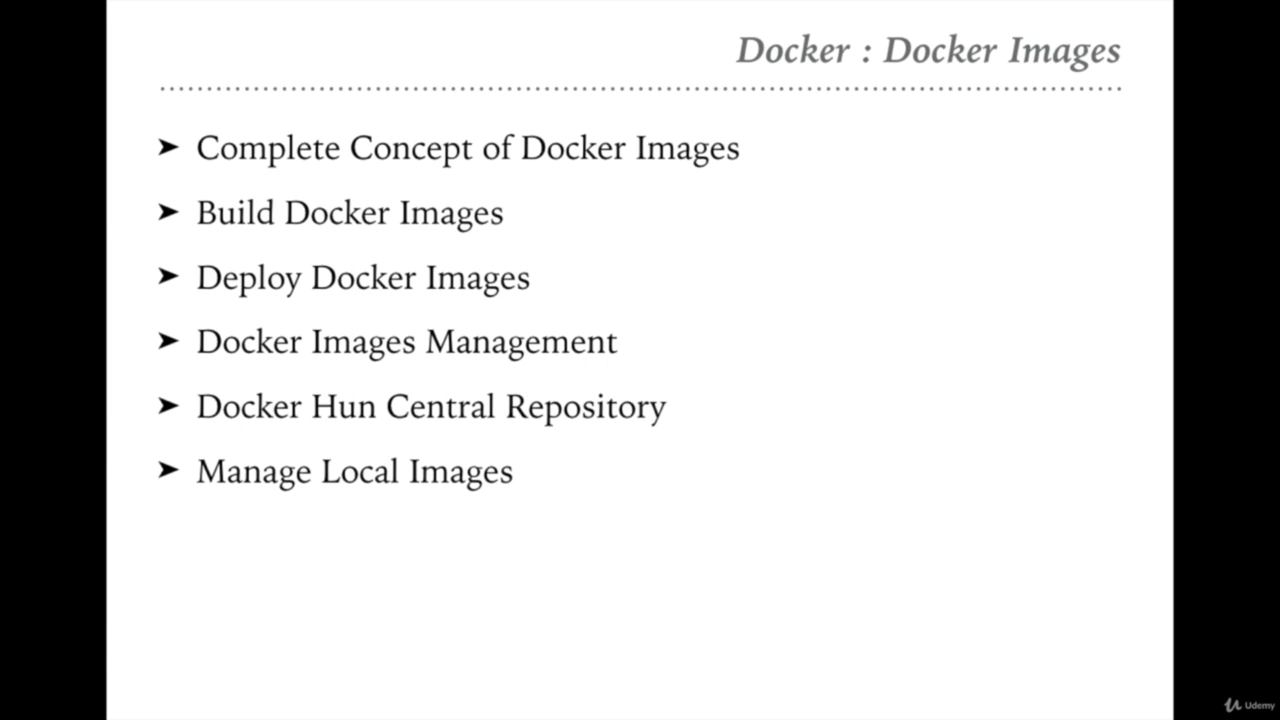 Docker : Docker Images
➤ Complete Concept of Docker Images
➤ Build Docker Images
➤ Deploy Docker Images
➤ Docker Images Management
➤ Docker Hun Central Repository
➤ Manage Local Images
Udemy